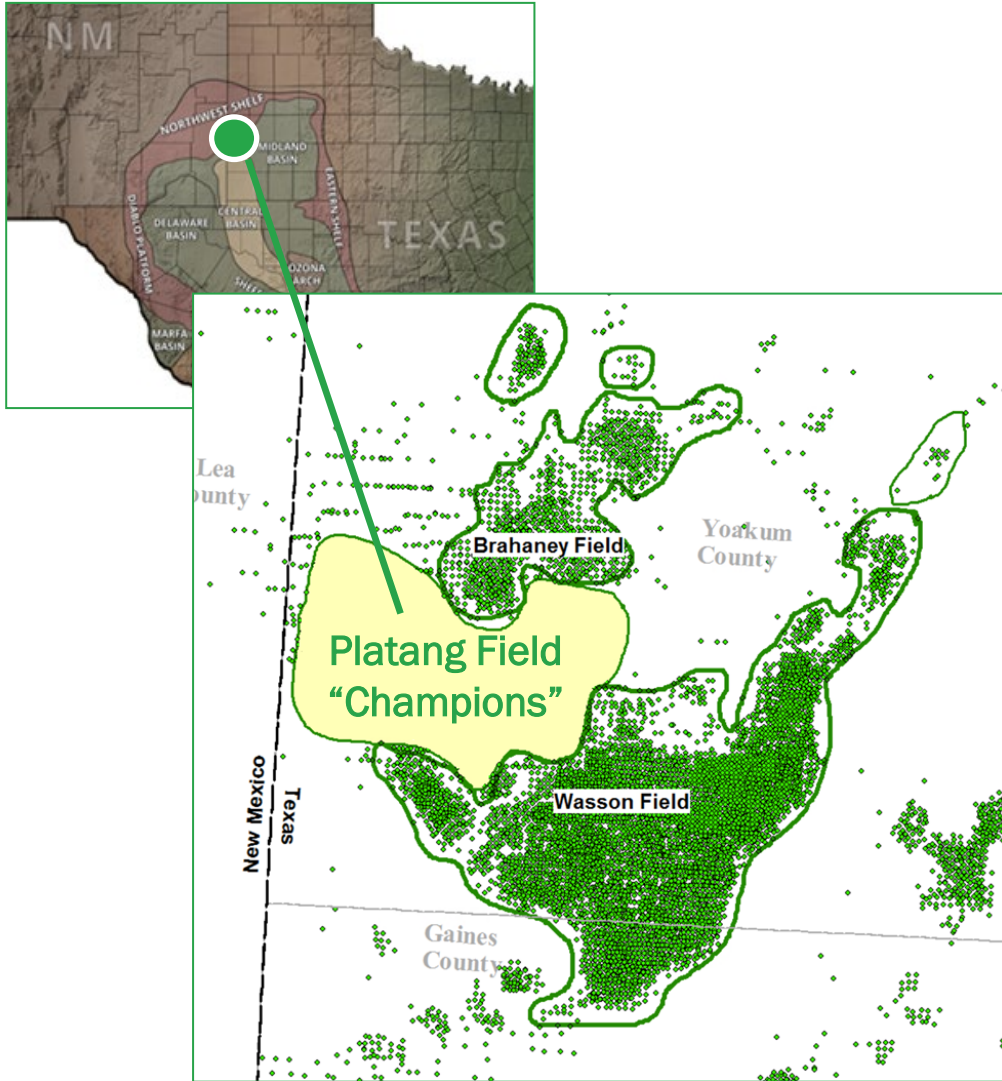 NM
NORTHWEST SHELF
MIDLAND
BASIN
EASTERN SHELF
DIABLO PLATFORM
DELAWARE
BASIN
CENTRAL
BASIN
TEXAS
OZONA
ARCH
MARFA
BASIN
Lea
ounty
Yoakum
County
Brahaney Field
Platang Field
“Champions”
Wasson Field
New Mexico
Texas
Gaines
County